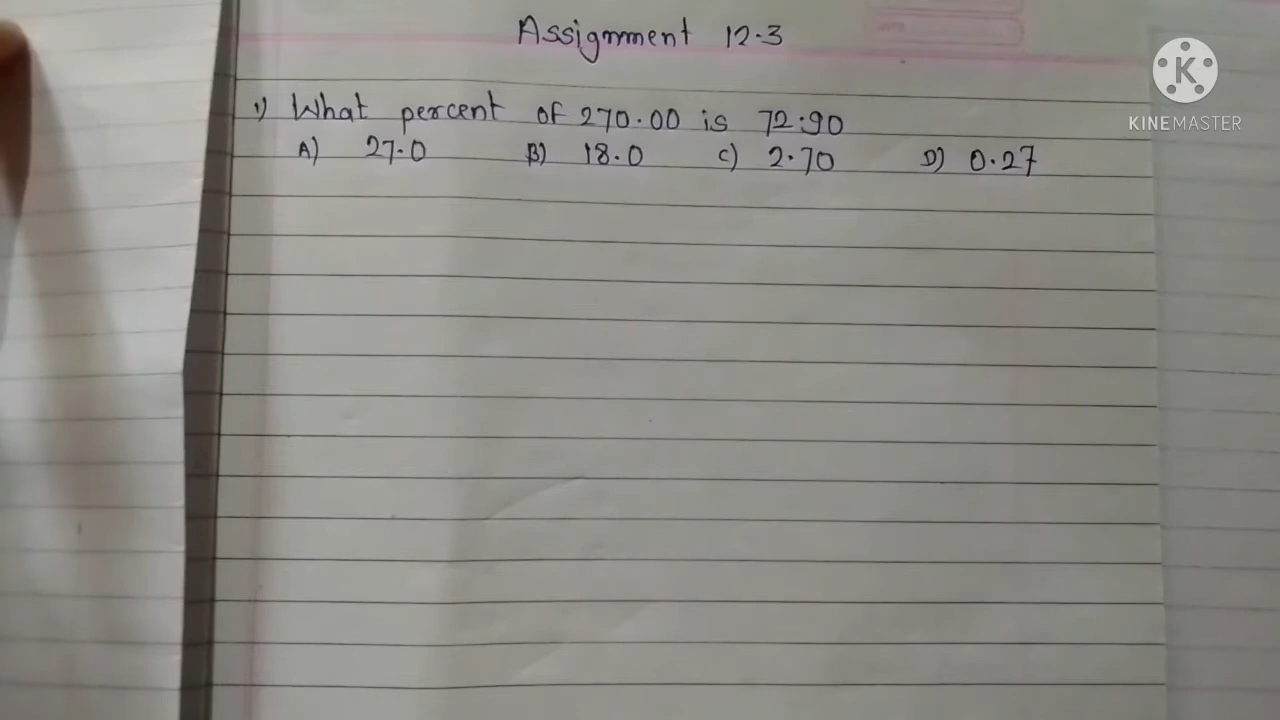 Assignment 12.3
1) What percent of 270.00 is 72.90
A) 27.0 B) 18.0 C) 2.70 D) 0.27
K
KINEMASTER